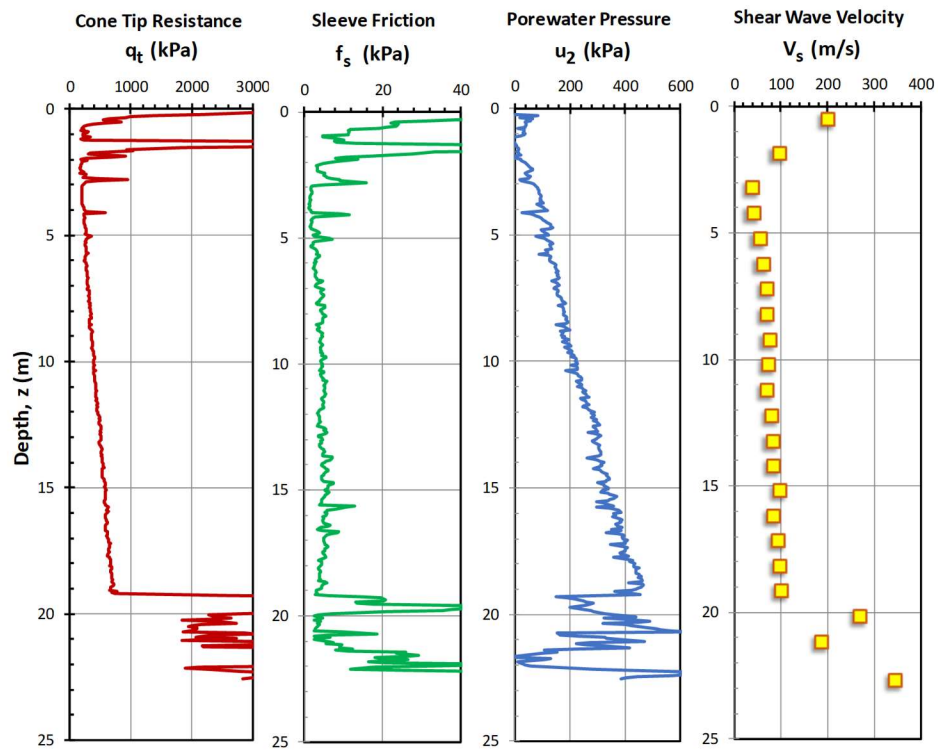 Cone Tip Resistance
qt (kPa)
0 1000 2000 3000
0
5
10
15
20
25
Depth, z (m)
Sleeve Friction
fs (kPa)
0 10 20 30 40
0
5
10
15
20
25
Porewater Pressure
u2 (kPa)
0 200 400 600
0
5
10
15
20
25
Shear Wave Velocity
Vs (m/s)
0 100 200 300 400
0
5
10
15
20
25